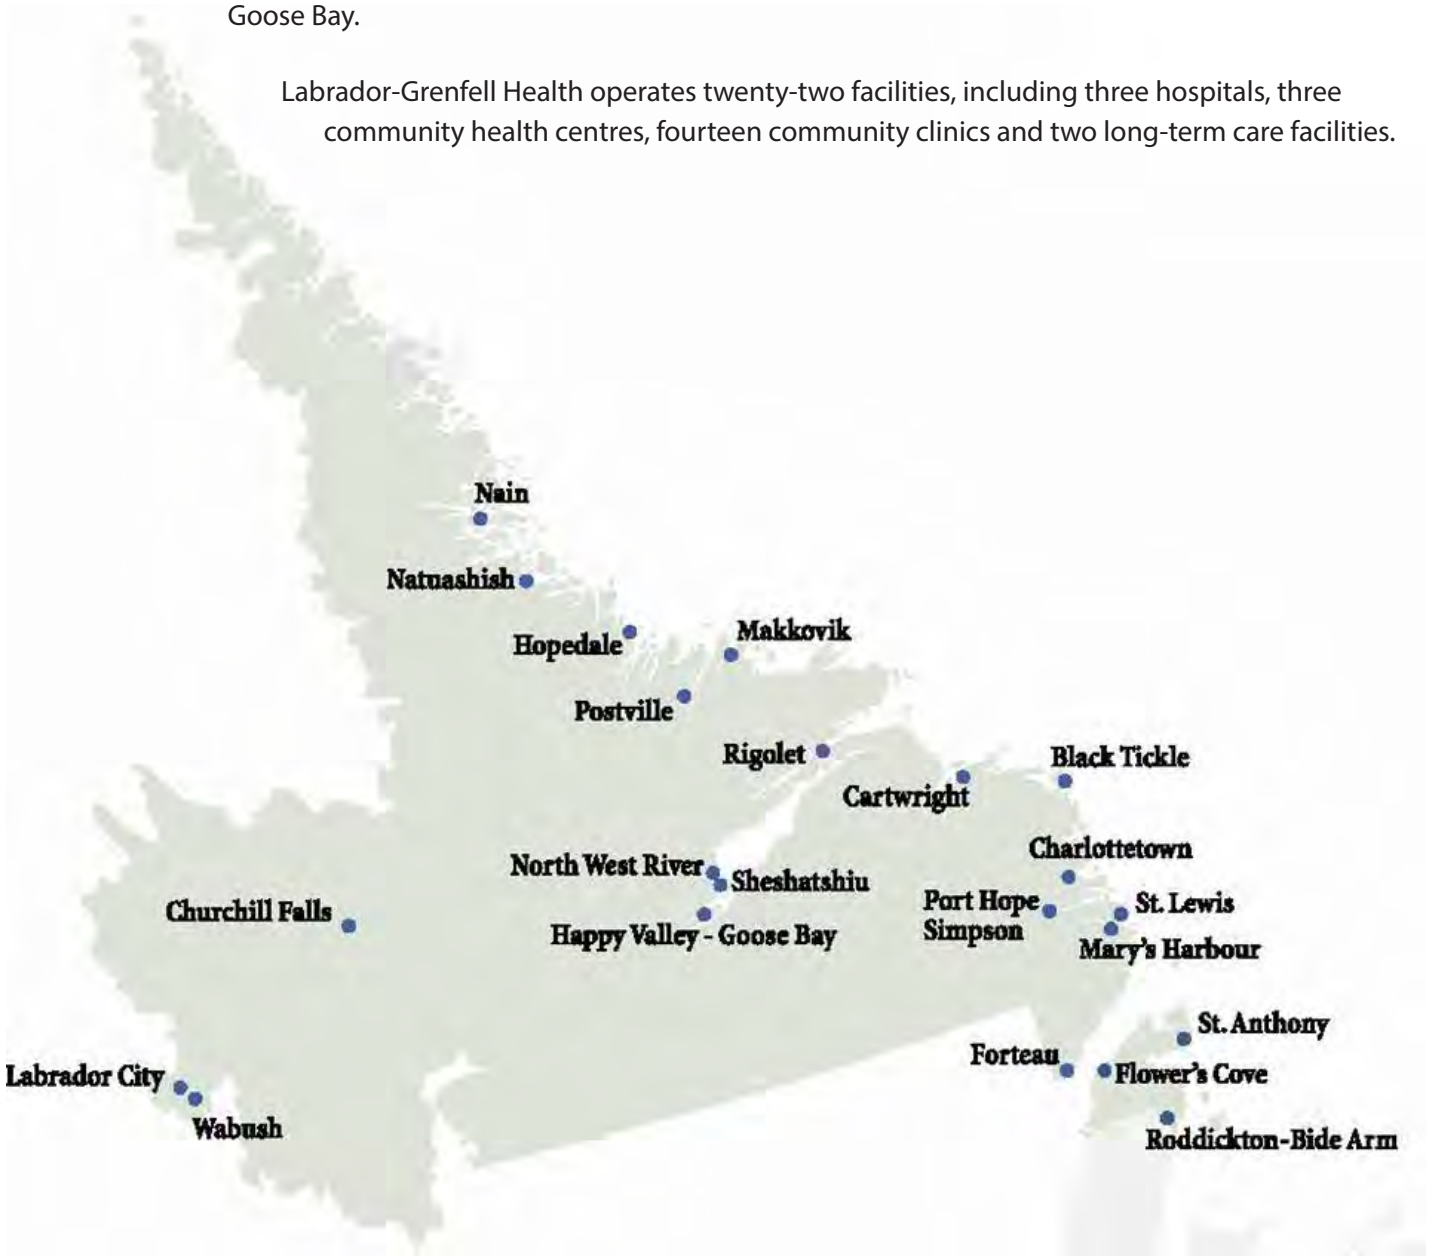 Goose Bay.
Labrador-Grenfell Health operates twenty-two facilities, including three hospitals, three
community health centres, fourteen community clinics and two long-term care facilities.
Nain
Natuashish
Hopedale
Makkovik
Postville
Rigolet
Black Tickle
Cartwright
Charlottetown
North West River
Sheshatshiu
Churchill Falls
Port Hope
Simpson
St. Lewis
Happy Valley - Goose Bay
Mary's Harbour
St. Anthony
Forteau
Flower's Cove
Labrador City
Wabush
Roddickton-Bide Arm